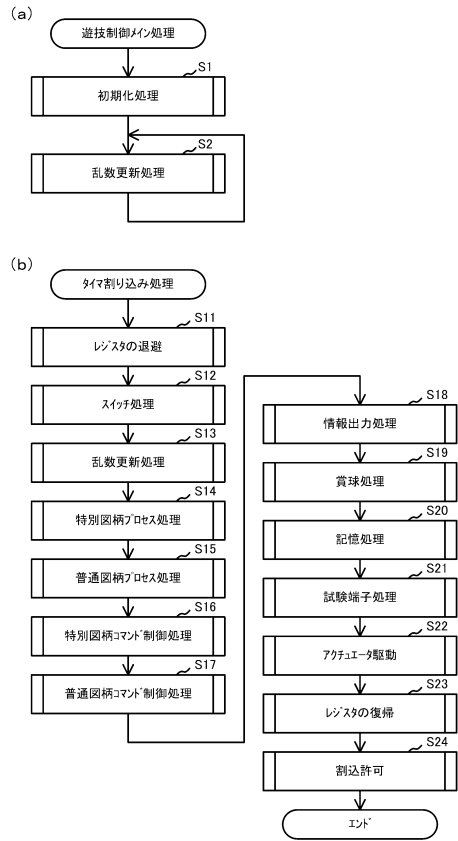 (a)
遊技制御メイン処理
S1
初期化処理
S2
乱数更新処理
(b)
ﾀｲﾏ割り込み処理
S11
ﾚｼﾞｽﾀの退避
S12
ｽｲｯﾁ処理
S13
乱数更新処理
S14
特別図柄ﾌﾟﾛｾｽ処理
S15
普通図柄ﾌﾟﾛｾｽ処理
S16
特別図柄ｺﾏﾝﾄﾞ制御処理
S17
普通図柄ｺﾏﾝﾄﾞ制御処理
S18
情報出力処理
S19
賞球処理
S20
記憶処理
S21
試験端子処理
S22
ｱｸﾁｭｴｰﾀ駆動
S23
ﾚｼﾞｽﾀの復帰
S24
割込許可
ｴﾝﾄﾞ